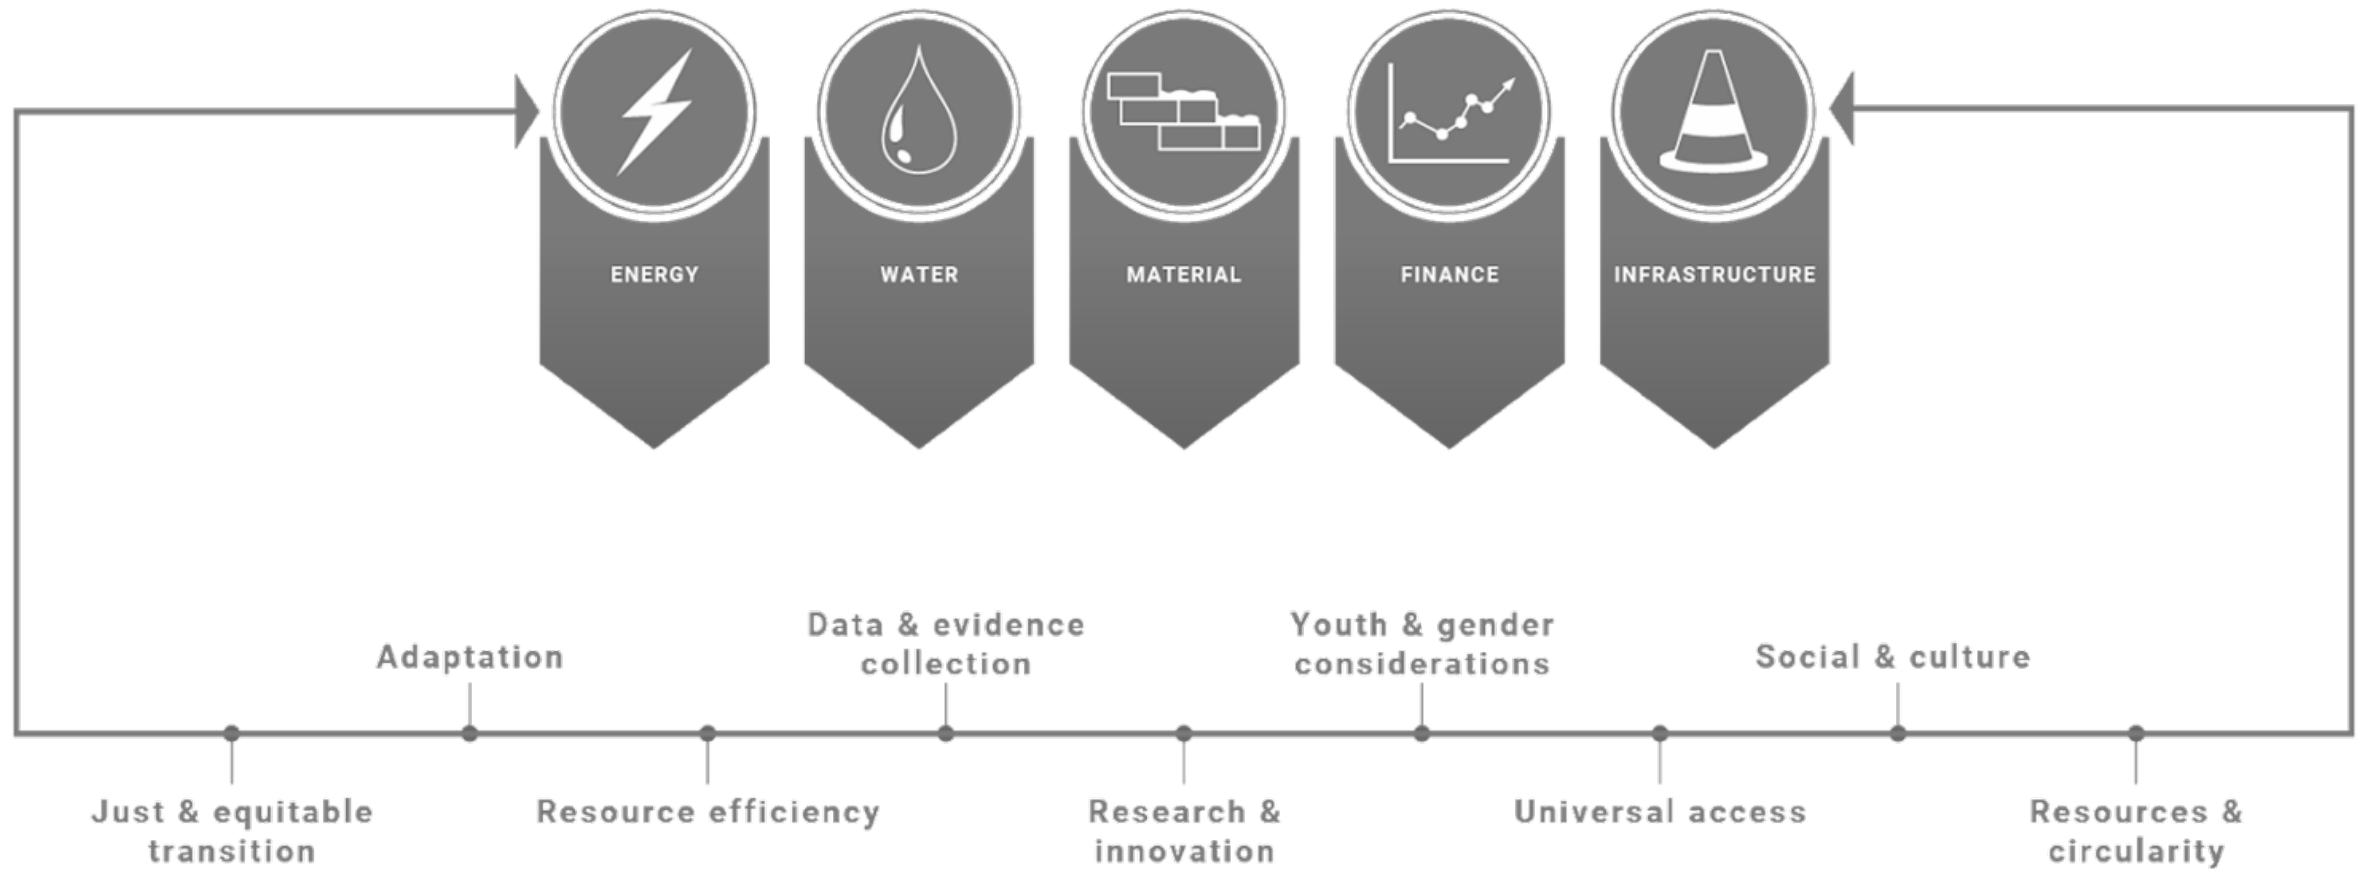 ENERGY
WATER
MATERIAL
FINANCE
INFRASTRUCTURE
Adaptation
Data & evidence
collection
Youth & gender
considerations
Social & culture
Just & equitable
transition
Resource efficiency
Research &
innovation
Universal access
Resources &
circularity